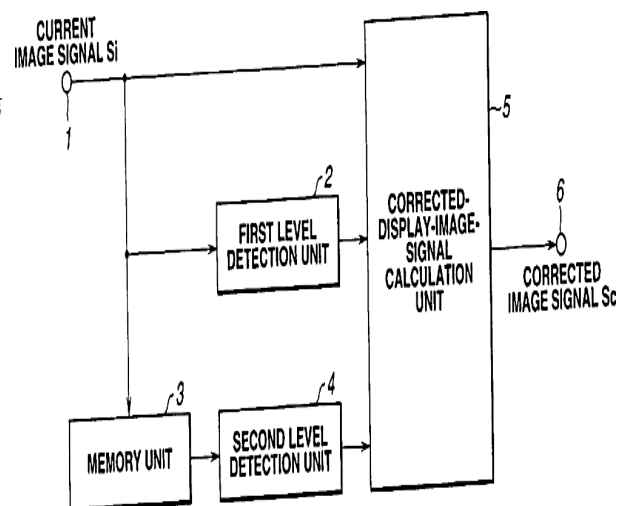 CURRENT
IMAGE SIGNAL Si
1
2
FIRST LEVEL
DETECTION UNIT
3
MEMORY UNIT
4
SECOND LEVEL
DETECTION UNIT
5
CORRECTED-
DISPLAY-IMAGE-
SIGNAL
CALCULATION
UNIT
6
CORRECTED
IMAGE SIGNAL Sc